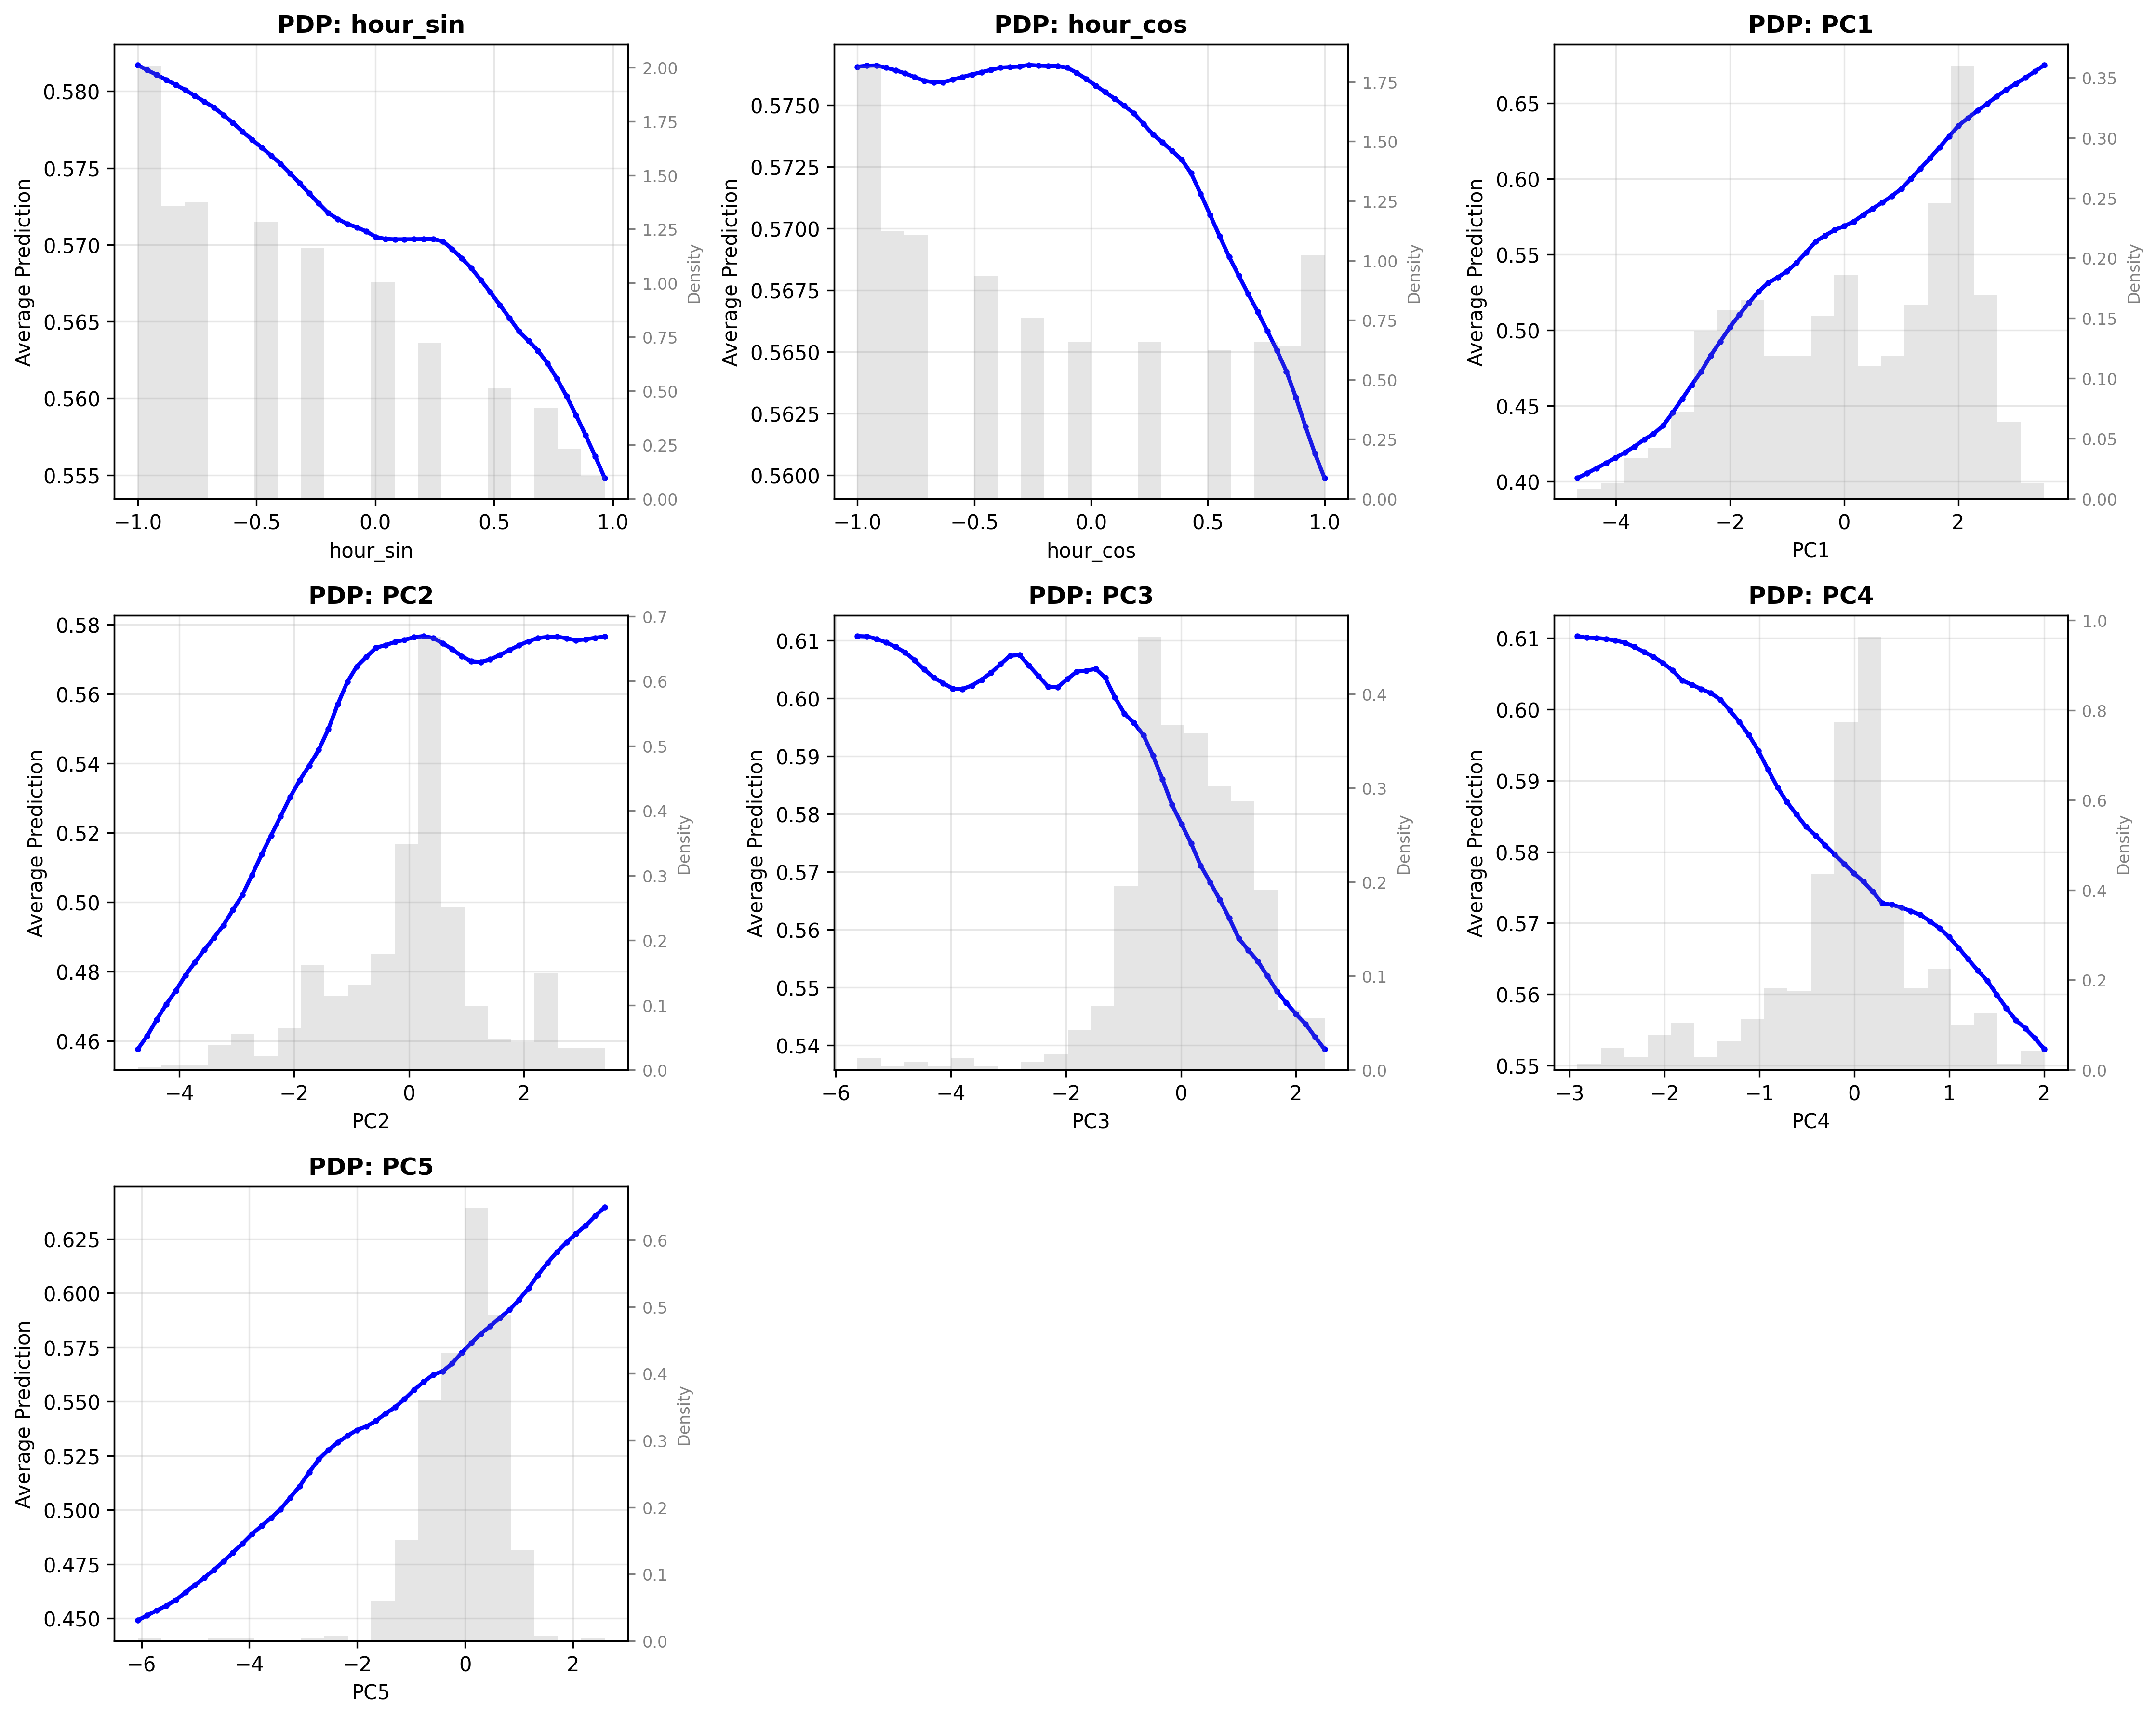 PDP: hour_sin
0.580
0.575
0.570
0.565
0.560
0.555
Average Prediction
−1.0 −0.5 0.0 0.5 1.0
hour_sin
2.00
1.75
1.50
1.25
1.00
0.75
0.50
0.25
0.00
Density
PDP: hour_cos
0.5750
0.5725
0.5700
0.5675
0.5650
0.5625
0.5600
Average Prediction
−1.0 −0.5 0.0 0.5 1.0
hour_cos
1.75
1.50
1.25
1.00
0.75
0.50
0.25
0.00
Density
PDP: PC1
0.65
0.60
0.55
0.50
0.45
0.40
Average Prediction
−4 −2 0 2
PC1
0.35
0.30
0.25
0.20
0.15
0.10
0.05
0.00
Density
PDP: PC2
0.58
0.56
0.54
0.52
0.50
0.48
0.46
Average Prediction
−4 −2 0 2
PC2
0.7
0.6
0.5
0.4
0.3
0.2
0.1
0.0
Density
PDP: PC3
0.61
0.60
0.59
0.58
0.57
0.56
0.55
0.54
Average Prediction
−6 −4 −2 0 2
PC3
0.4
0.3
0.2
0.1
0.0
Density
PDP: PC4
0.61
0.60
0.59
0.58
0.57
0.56
0.55
Average Prediction
−3 −2 −1 0 1 2
PC4
1.0
0.8
0.6
0.4
0.2
0.0
Density
PDP: PC5
0.625
0.600
0.575
0.550
0.525
0.500
0.475
0.450
Average Prediction
−6 −4 −2 0 2
PC5
0.6
0.5
0.4
0.3
0.2
0.1
0.0
Density